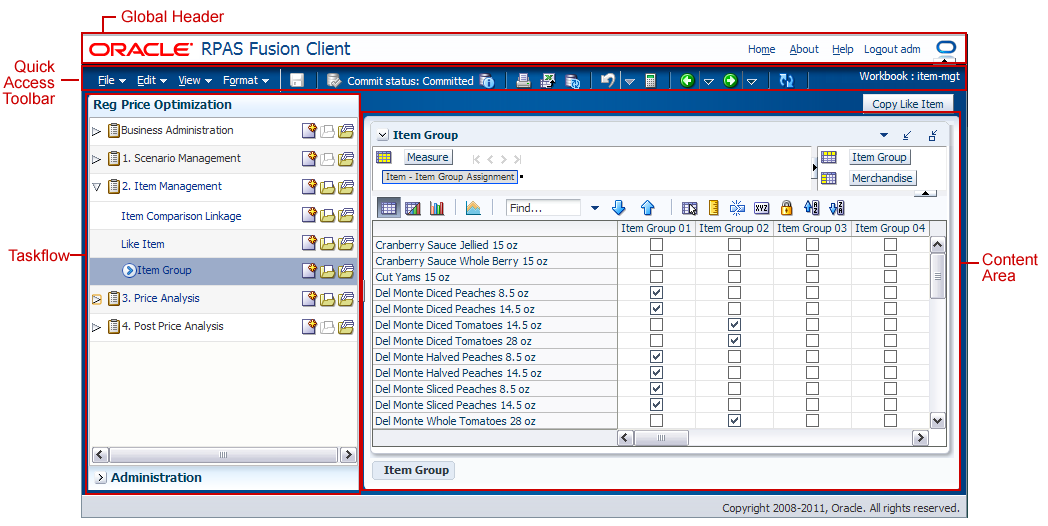 Global Header
ORACLE RPAS Fusion Client
Home About Help Logout adm
Quick Access Toolbar
File Edit View Format Commit status: Committed Workbook : item-mgt
Reg Price Optimization
Copy Like Item
Business Administration
1. Scenario Management
2. Item Management
Item Comparison Linkage
Like Item
Item Group
3. Price Analysis
4. Post Price Analysis
Administration
Taskflow
Item Group
Measure
Item - Item Group Assignment
Item Group
Merchandise
Find...
XYZ
A Z
Z A
Item Group 01 Item Group 02 Item Group 03 Item Group 04
Cranberry Sauce Jellied 15 oz
Cranberry Sauce Whole Berry 15 oz
Cut Yams 15 oz
Del Monte Diced Peaches 8.5 oz
Del Monte Diced Peaches 14.5 oz
Del Monte Diced Tomatoes 14.5 oz
Del Monte Diced Tomatoes 28 oz
Del Monte Halved Peaches 8.5 oz
Del Monte Halved Peaches 14.5 oz
Del Monte Sliced Peaches 8.5 oz
Del Monte Sliced Peaches 14.5 oz
Del Monte Whole Tomatoes 28 oz
Item Group
Content Area
Copyright 2008-2011, Oracle. All rights reserved.